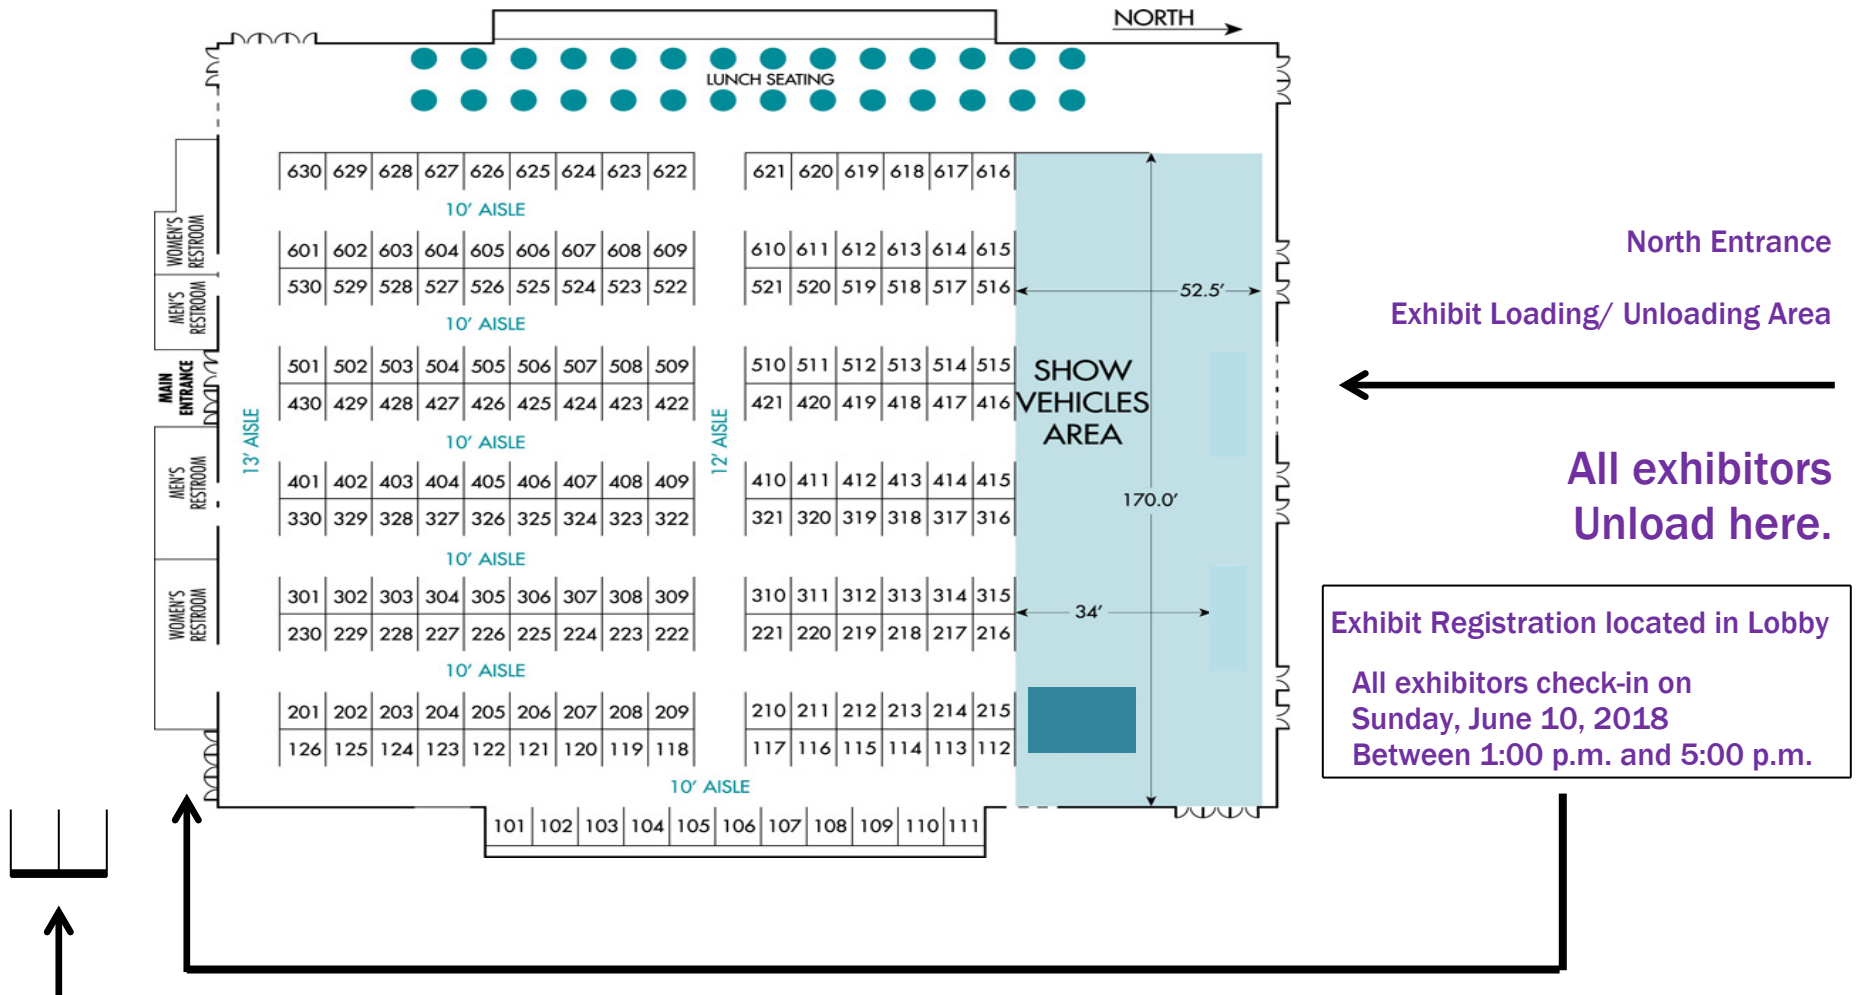 NORTH
LUNCH SEATING
630 629 628 627 626 625 624 623 622 621 620 619 618 617 616
10' AISLE
601 602 603 604 605 606 607 608 609 610 611 612 613 614 615
530 529 528 527 526 525 524 523 522 521 520 519 518 517 516
52.5'
10' AISLE
501 502 503 504 505 506 507 508 509 510 511 512 513 514 515
430 429 428 427 426 425 424 423 422 421 420 419 418 417 416
SHOW
VEHICLES
AREA
10' AISLE
13' AISLE
12' AISLE
401 402 403 404 405 406 407 408 409 410 411 412 413 414 415
330 329 328 327 326 325 324 323 322 321 320 319 318 317 316
170.0'
10' AISLE
301 302 303 304 305 306 307 308 309 310 311 312 313 314 315
230 229 228 227 226 225 224 223 222 221 220 219 218 217 216
34'
10' AISLE
201 202 203 204 205 206 207 208 209 210 211 212 213 214 215
126 125 124 123 122 121 120 119 118 117 116 115 114 113 112
10' AISLE
101 102 103 104 105 106 107 108 109 110 111
WOMEN'S
RESTROOM
MEN'S
RESTROOM
MAIN
ENTRANCE
MEN'S
RESTROOM
WOMEN'S
RESTROOM
North Entrance
Exhibit Loading/ Unloading Area
All exhibitors
Unload here.
Exhibit Registration located in Lobby
All exhibitors check-in on
Sunday, June 10, 2018
Between 1:00 p.m. and 5:00 p.m.